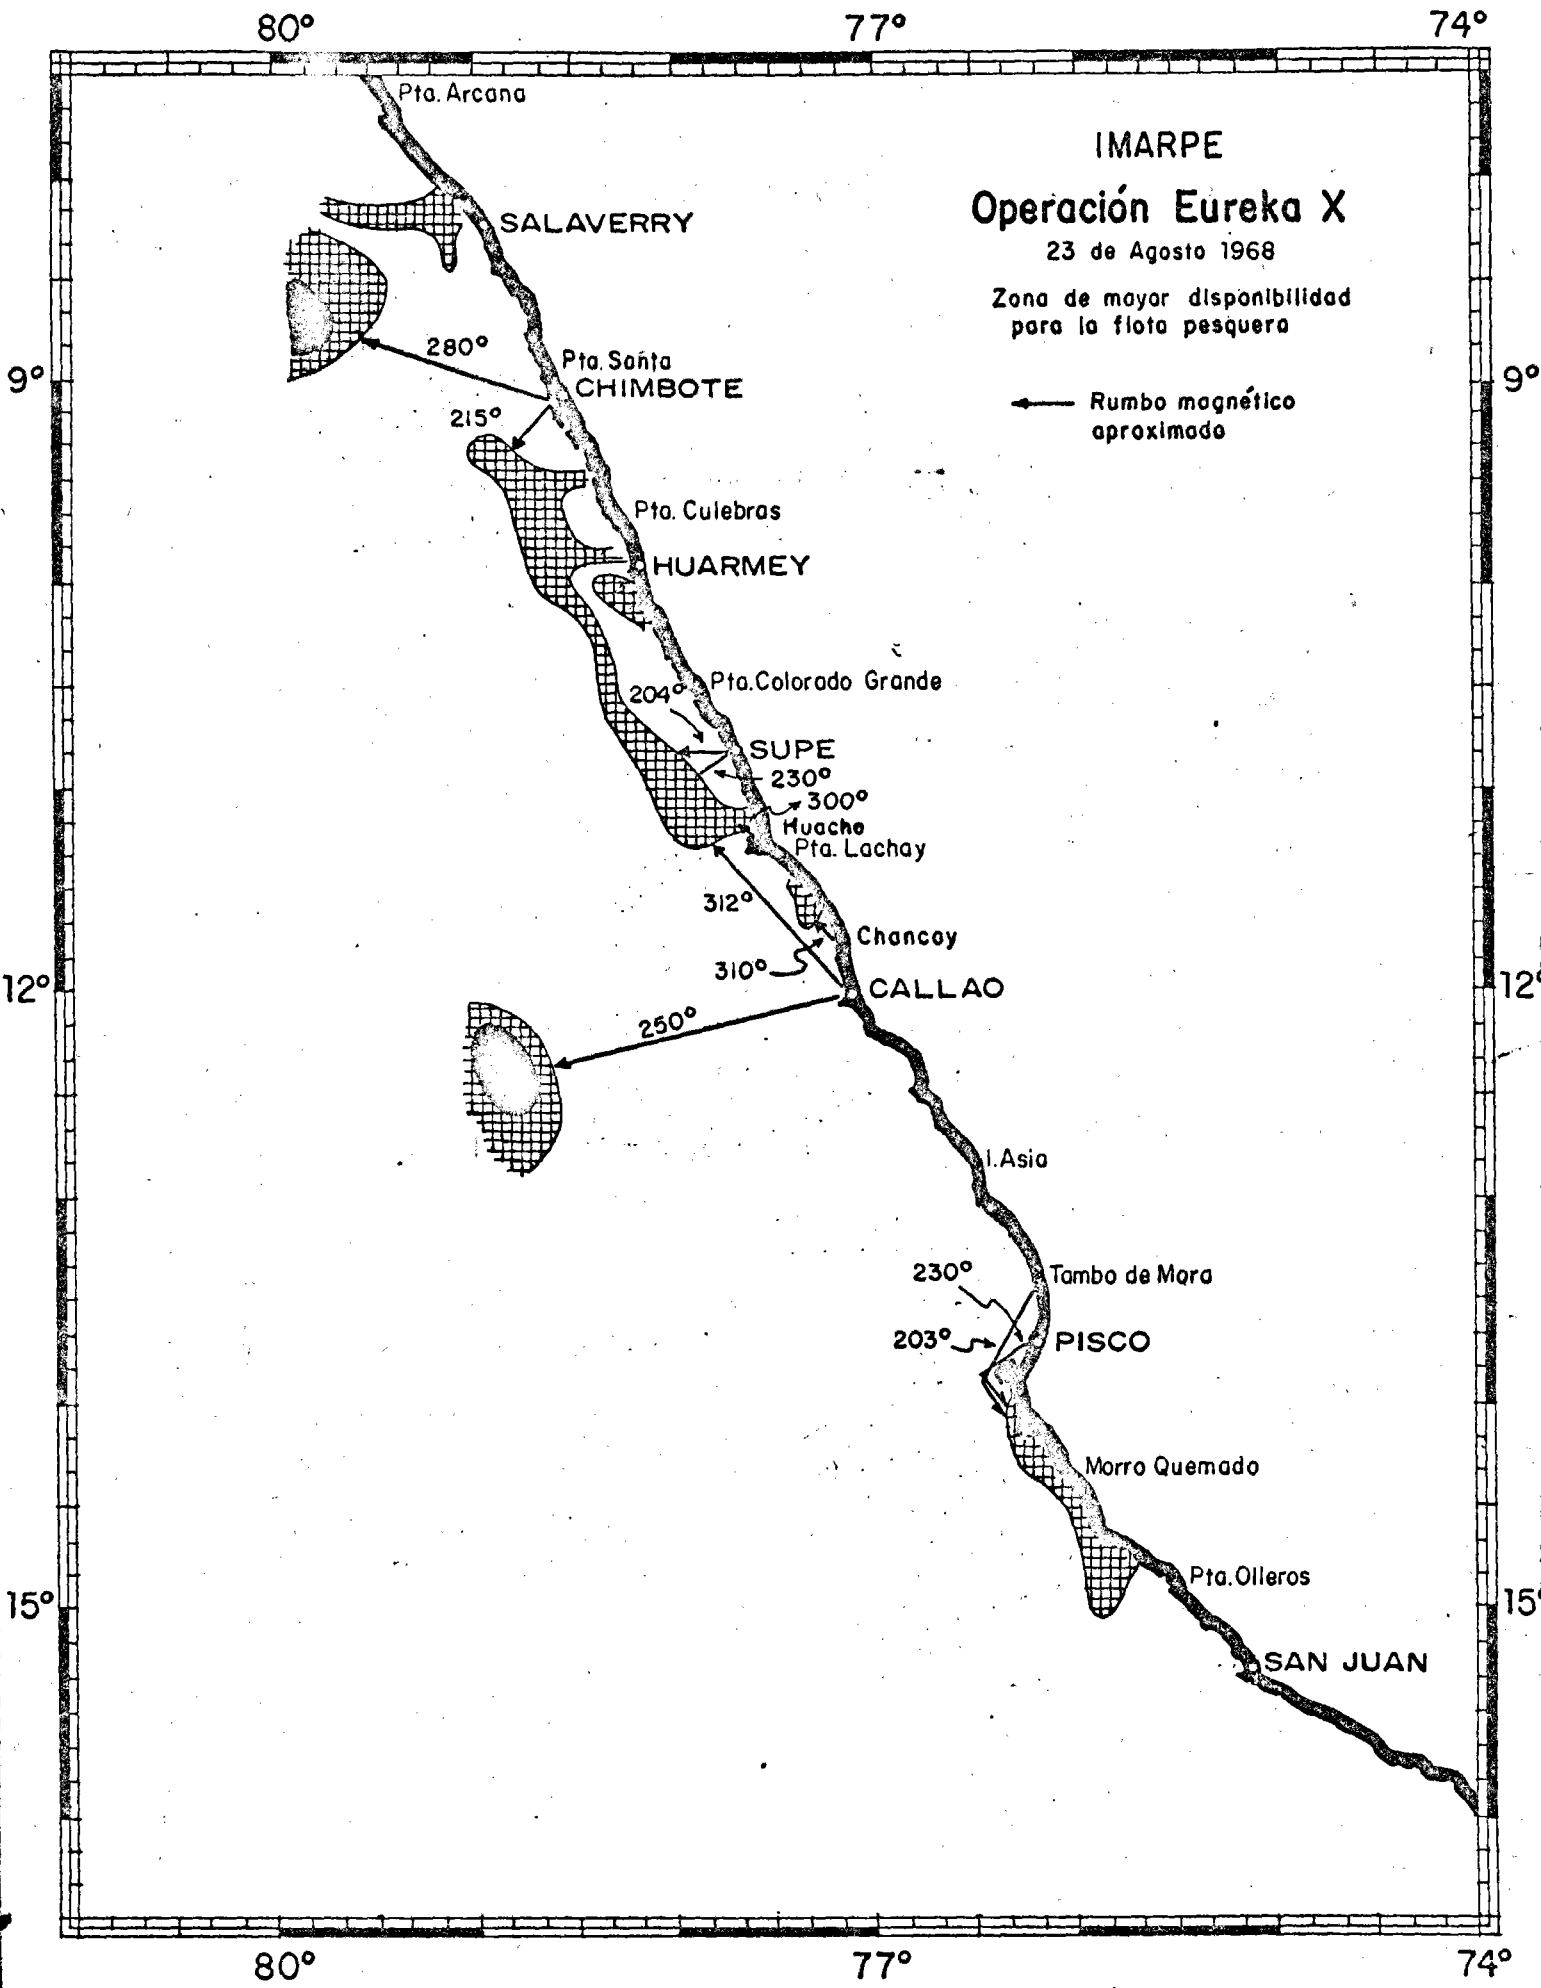 80° 77° 74°
Pta. Arcana
IMARPE
Operación Eureka X
23 de Agosto 1968
Zona de mayor disponibilidad
para la flota pesquera
Rumbo magnético
aproximado
SALAVERRY
280°
Pta. Santa
9° 9°
CHIMBOTE
215°
Pta. Culebras
HUARMEY
Pta. Colorado Grande
204°
SUPE
230°
300°
Huacho
Pta. Lachay
312°
Chancay
310°
12° 12°
CALLAO
250°
I. Asia
230°
Tambo de Mora
203°
PISCO
Morro Quemado
Pta. Olleros
15° 15°
SAN JUAN
80° 77° 74°